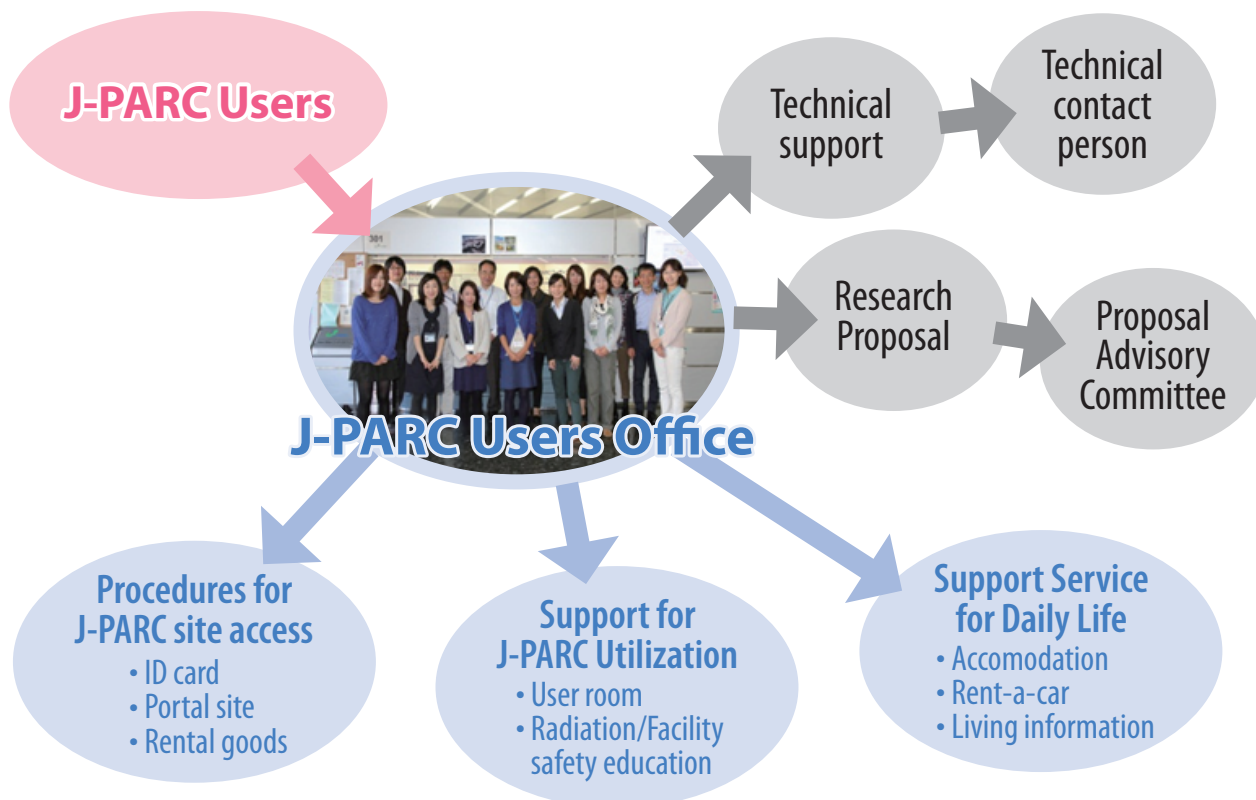 J-PARC Users
Technical
support
Technical
contact
person
301
Research
Proposal
Proposal
Advisory
Committee
J-PARC Users Office
Procedures for
J-PARC site access
• ID card
• Portal site
• Rental goods
Support for
J-PARC Utilization
• User room
• Radiation/Facility
safety education
Support Service
for Daily Life
• Accomodation
• Rent-a-car
• Living information